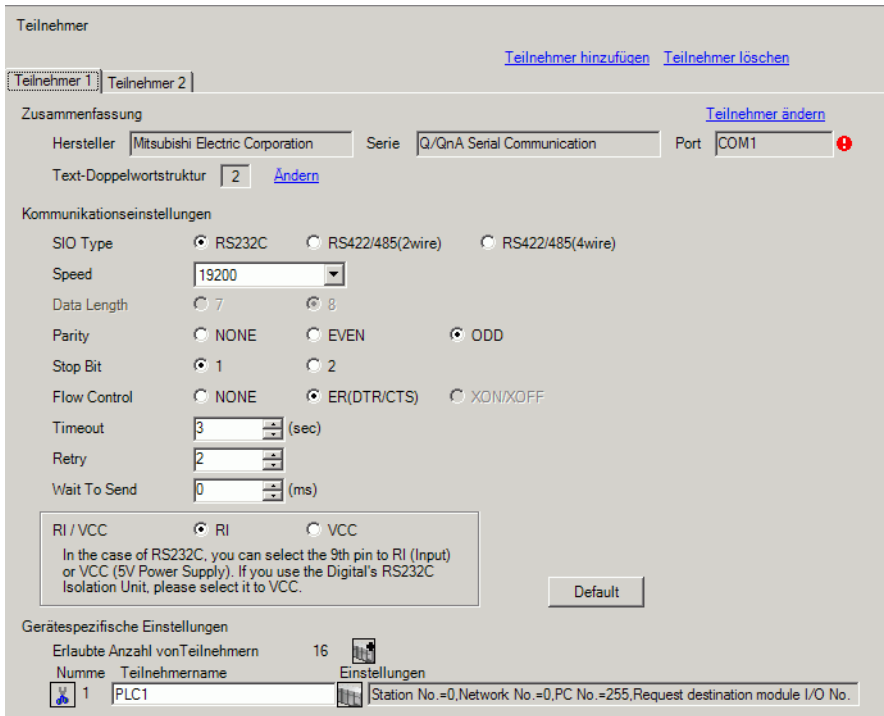 Teilnehmer
Teilnehmer hinzufügen Teilnehmer löschen
Teilnehmer 1 Teilnehmer 2
Zusammenfassung Teilnehmer ändern
Hersteller Mitsubishi Electric Corporation Serie Q/QnA Serial Communication Port COM1
Text-Doppelwortstruktur 2 Ändern
Kommunikationseinstellungen
SIO Type RS232C RS422/485(2wire) RS422/485(4wire)
Speed 19200
Data Length 7 8
Parity NONE EVEN ODD
Stop Bit 1 2
Flow Control NONE ER(DTR/CTS) XON/XOFF
Timeout 3 (sec)
Retry 2
Wait To Send 0 (ms)
RI / VCC RI VCC
In the case of RS232C, you can select the 9th pin to RI (Input)
or VCC (5V Power Supply). If you use the Digital's RS232C
Isolation Unit, please select it to VCC.
Default
Gerätespezifische Einstellungen
Erlaubte Anzahl vonTeilnehmern 16
Numme Teilnehmername Einstellungen
1 PLC1 Station No.=0,Network No.=0,PC No.=255,Request destination module I/O No.